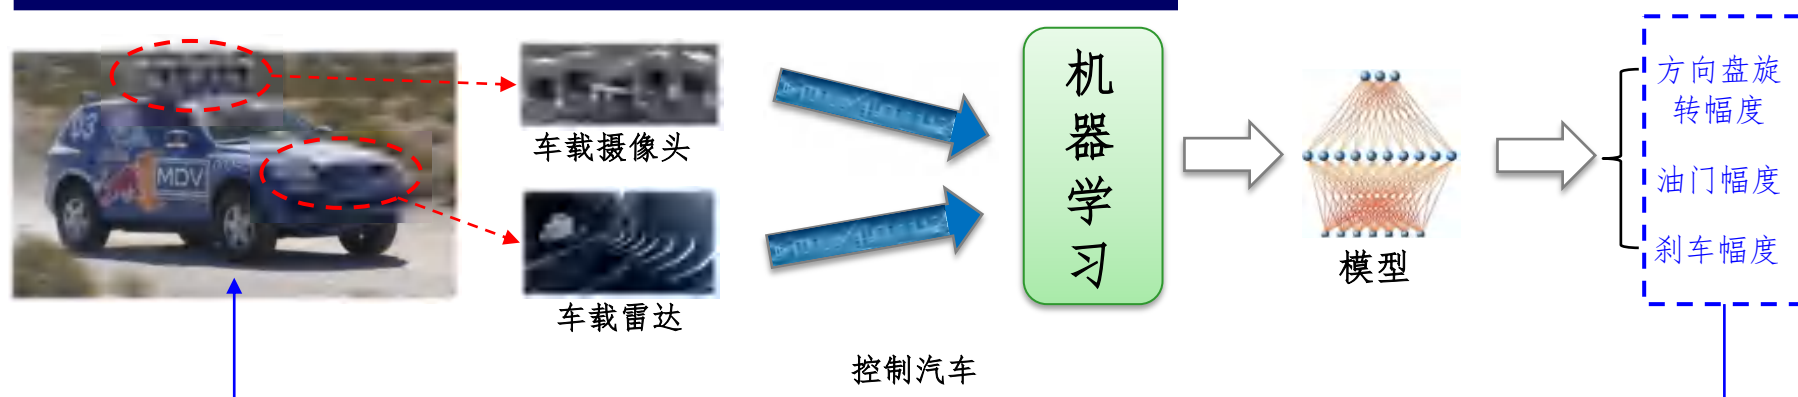 MDV
车载摄像头
车载雷达
机
器
学
习
模型
方向盘旋
转幅度
油门幅度
刹车幅度
控制汽车